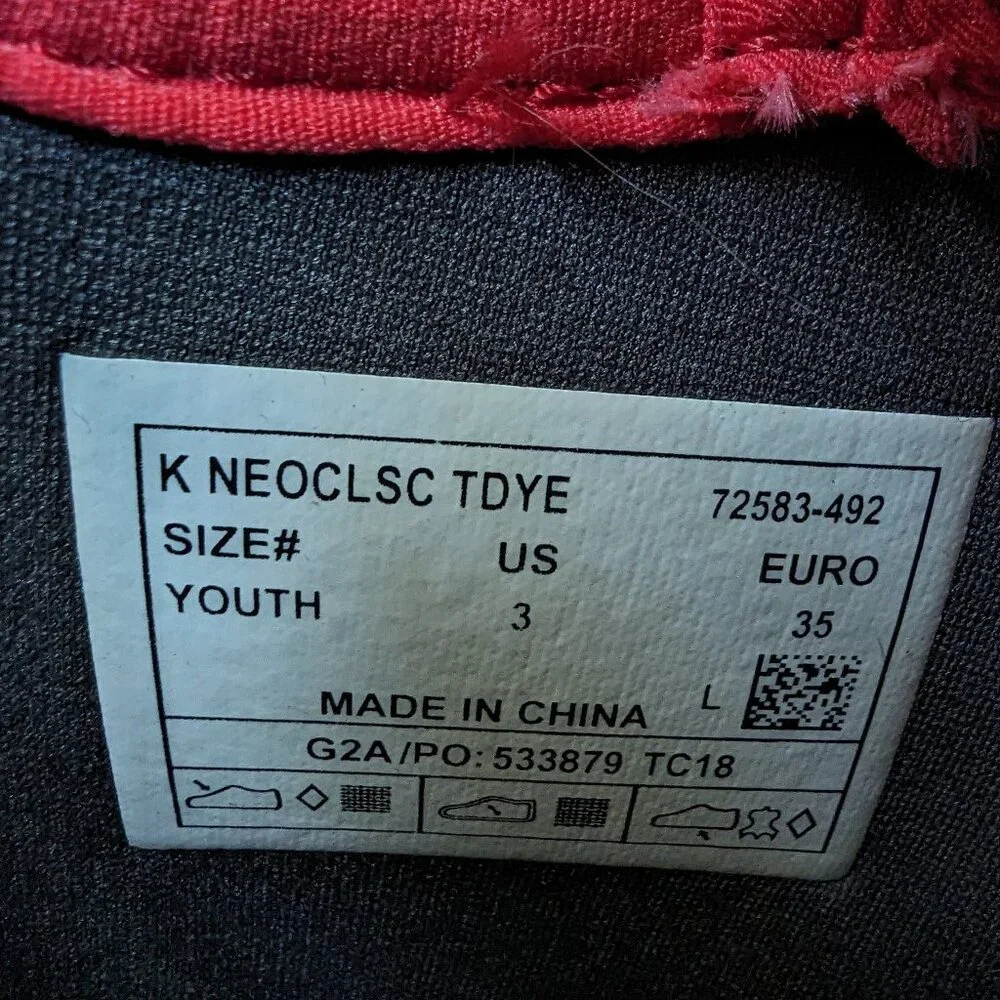 K NEOCLSC TDYE 72583-492
SIZE# US EURO
YOUTH 3 35
MADE IN CHINA L
G2A/PO: 533879 TC18